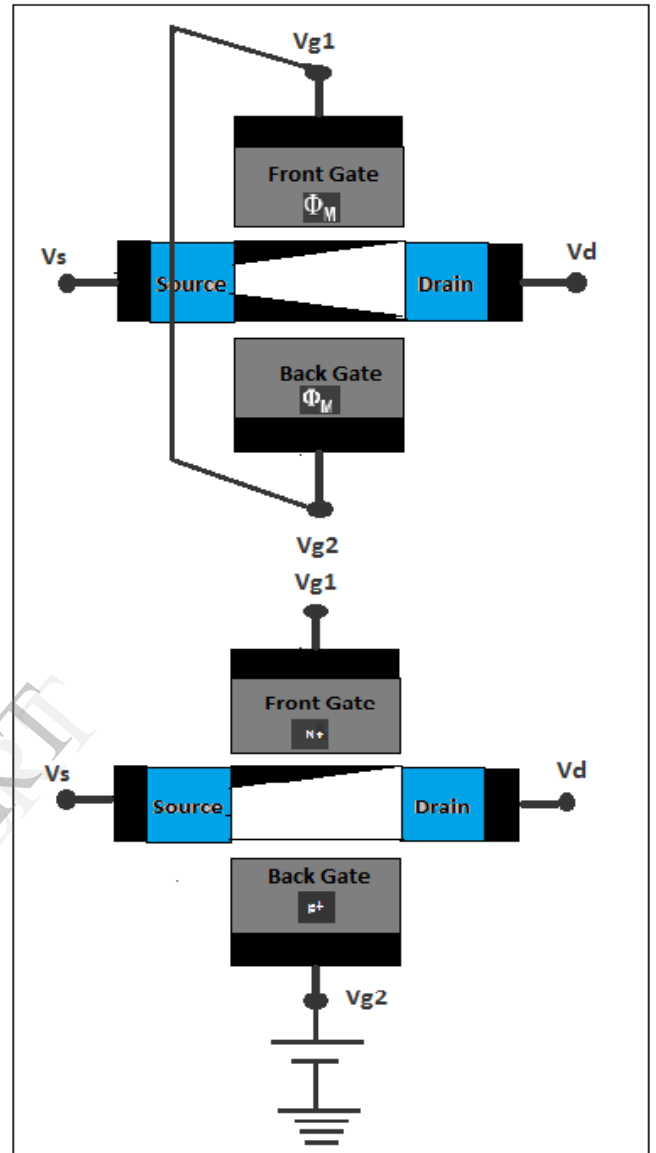 Vg1
Front Gate
ΦM
Vs
Source
Drain
Vd
Back Gate
ΦM
Vg2
Vg1
Front Gate
N+
Vs
Source
Drain
Vd
Back Gate
P+
Vg2